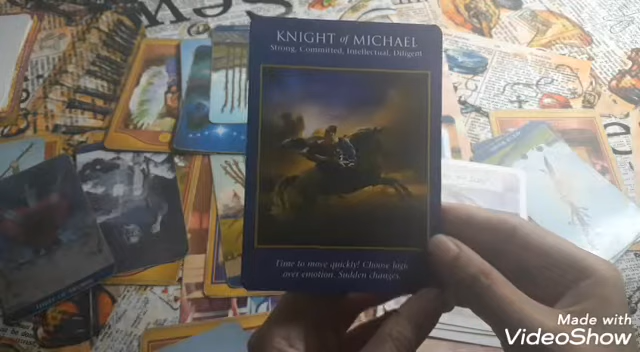 KNIGHT of MICHAEL
Strong, Committed, Intellectual, Diligent
Time to move quickly! Choose logic
over emotion. Sudden changes.
Made with
VideoShow